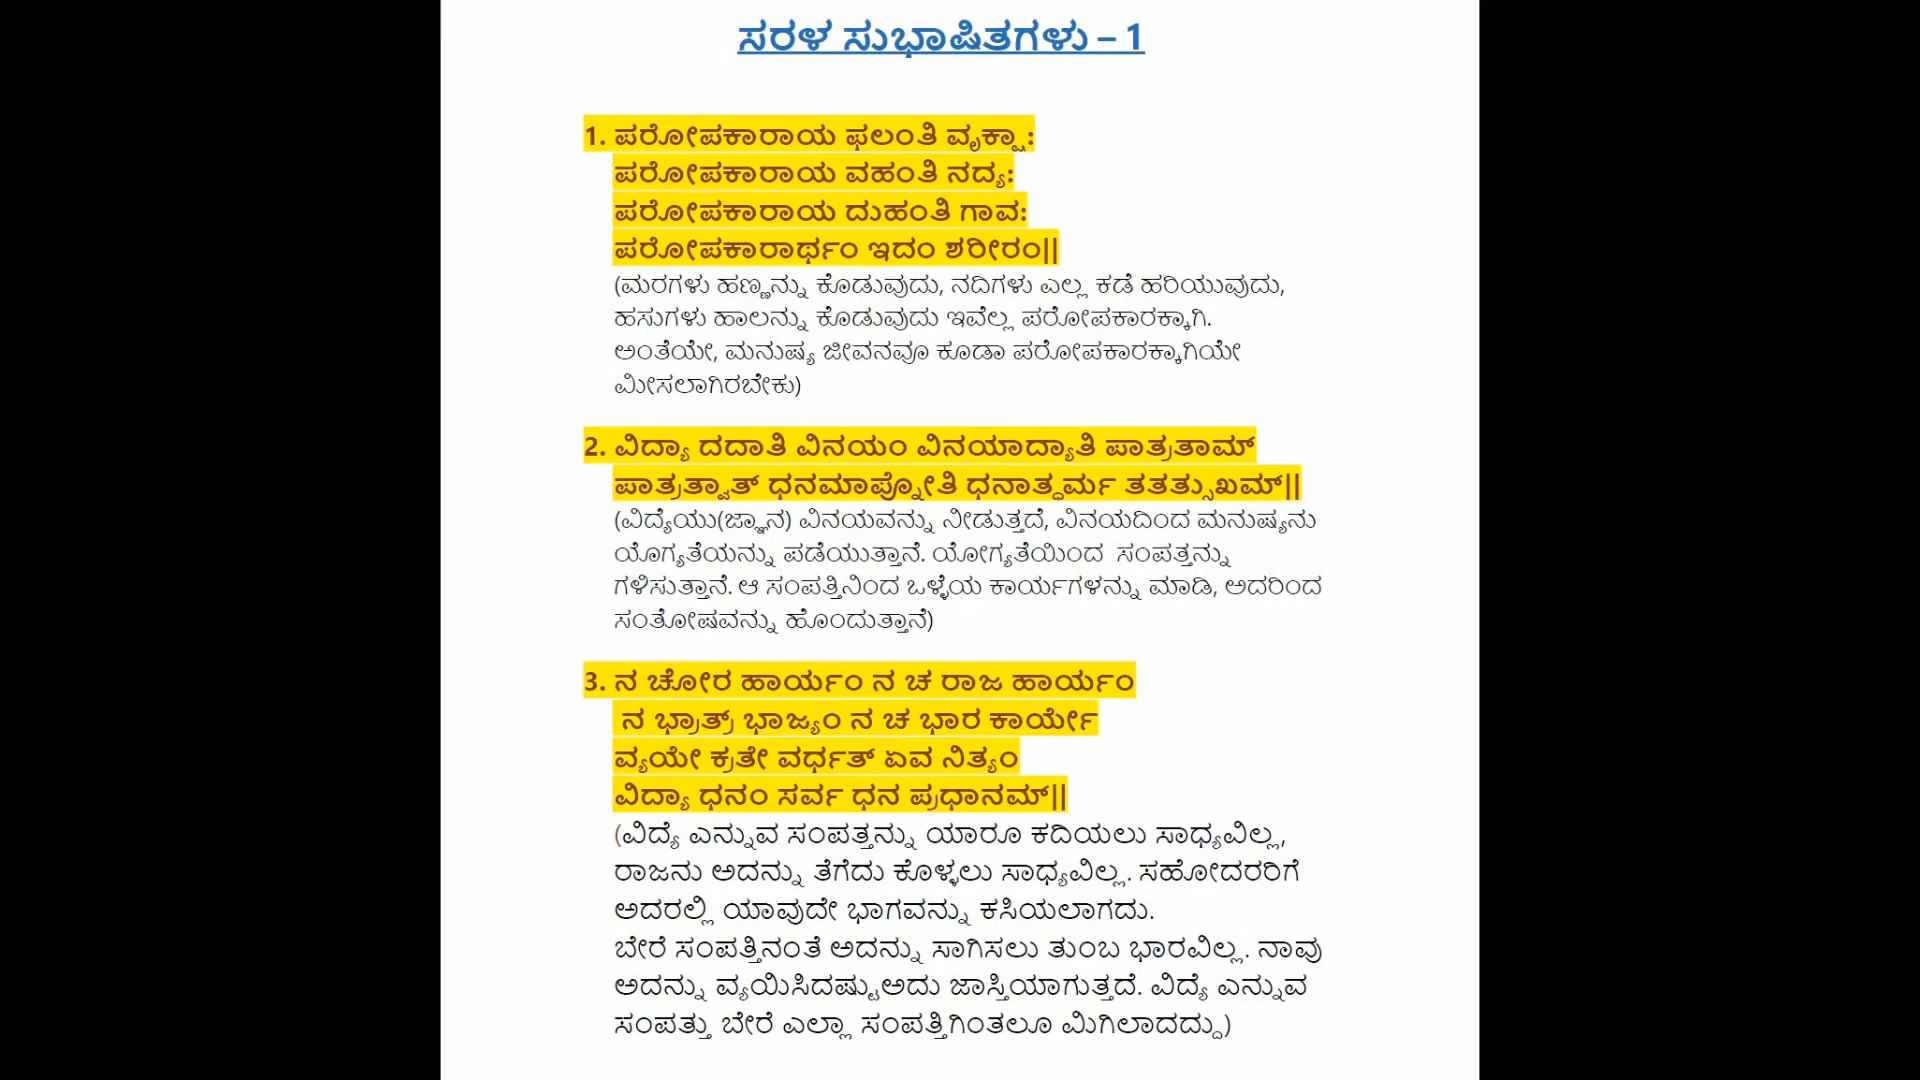 ಸರಳ ಸುಭಾಷಿತಗಳು – 1
1. ಪರೋಪಕಾರಾಯ ಫಲಂತಿ ವೃಕ್ಷಾ:
ಪರೋಪಕಾರಾಯ ವಹಂತಿ ನದ್ಯ:
ಪರೋಪಕಾರಾಯ ದುಹಂತಿ ಗಾವ:
ಪರೋಪಕಾರಾರ್ಥಂ ಇದಂ ಶರೀರಂ||
(ಮರಗಳು ಹಣ್ಣನ್ನು ಕೊಡುವುದು, ನದಿಗಳು ಎಲ್ಲ ಕಡೆ ಹರಿಯುವುದು,
ಹಸುಗಳು ಹಾಲನ್ನು ಕೊಡುವುದು ಇವೆಲ್ಲ ಪರೋಪಕಾರಕ್ಕಾಗಿ.
ಅಂತೆಯೇ, ಮನುಷ್ಯ ಜೀವನವೂ ಕೂಡಾ ಪರೋಪಕಾರಕ್ಕಾಗಿಯೇ
ಮೀಸಲಾಗಿರಬೇಕು)
2. ವಿದ್ಯಾ ದದಾತಿ ವಿನಯಂ ವಿನಯಾದ್ಯಾತಿ ಪಾತ್ರತಾಮ್
ಪಾತ್ರತ್ವಾತ್ ಧನಮಾಪ್ನೋತಿ ಧನಾತ್ಧರ್ಮ ತತತ್ಸುಖಮ್||
(ವಿದ್ಯೆಯು(ಜ್ಞಾನ) ವಿನಯವನ್ನು ನೀಡುತ್ತದೆ, ವಿನಯದಿಂದ ಮನುಷ್ಯನು
ಯೊಗ್ಯತೆಯನ್ನು ಪಡೆಯುತ್ತಾನೆ. ಯೋಗ್ಯತೆಯಿಂದ ಸಂಪತ್ತನ್ನು
ಗಳಿಸುತ್ತಾನೆ. ಆ ಸಂಪತ್ತಿನಿಂದ ಒಳ್ಳೆಯ ಕಾರ್ಯಗಳನ್ನು ಮಾಡಿ, ಅದರಿಂದ
ಸಂತೋಷವನ್ನು ಹೊಂದುತ್ತಾನೆ)
3. ನ ಚೋರ ಹಾರ್ಯಂ ನ ಚ ರಾಜ ಹಾರ್ಯಂ
ನ ಭ್ರಾತ್ರ್ ಭಾಜ್ಯಂ ನ ಚ ಭಾರ ಕಾರ್ಯೇ
ವ್ಯಯೇ ಕ್ರತೇ ವರ್ಧತ್ ಏವ ನಿತ್ಯಂ
ವಿದ್ಯಾ ಧನಂ ಸರ್ವ ಧನ ಪ್ರಧಾನಮ್||
(ವಿದ್ಯೆ ಎನ್ನುವ ಸಂಪತ್ತನ್ನು ಯಾರೂ ಕದಿಯಲು ಸಾಧ್ಯವಿಲ್ಲ,
ರಾಜನು ಅದನ್ನು ತೆಗೆದು ಕೊಳ್ಳಲು ಸಾಧ್ಯವಿಲ್ಲ. ಸಹೋದರರಿಗೆ
ಅದರಲ್ಲಿ ಯಾವುದೇ ಭಾಗವನ್ನು ಕಸಿಯಲಾಗದು.
ಬೇರೆ ಸಂಪತ್ತಿನಂತೆ ಅದನ್ನು ಸಾಗಿಸಲು ತುಂಬ ಭಾರವಿಲ್ಲ. ನಾವು
ಅದನ್ನು ವ್ಯಯಿಸಿದಷ್ಟುಅದು ಜಾಸ್ತಿಯಾಗುತ್ತದೆ. ವಿದ್ಯೆ ಎನ್ನುವ
ಸಂಪತ್ತು ಬೇರೆ ಎಲ್ಲಾ ಸಂಪತ್ತಿಗಿಂತಲೂ ಮಿಗಿಲಾದದ್ದು)